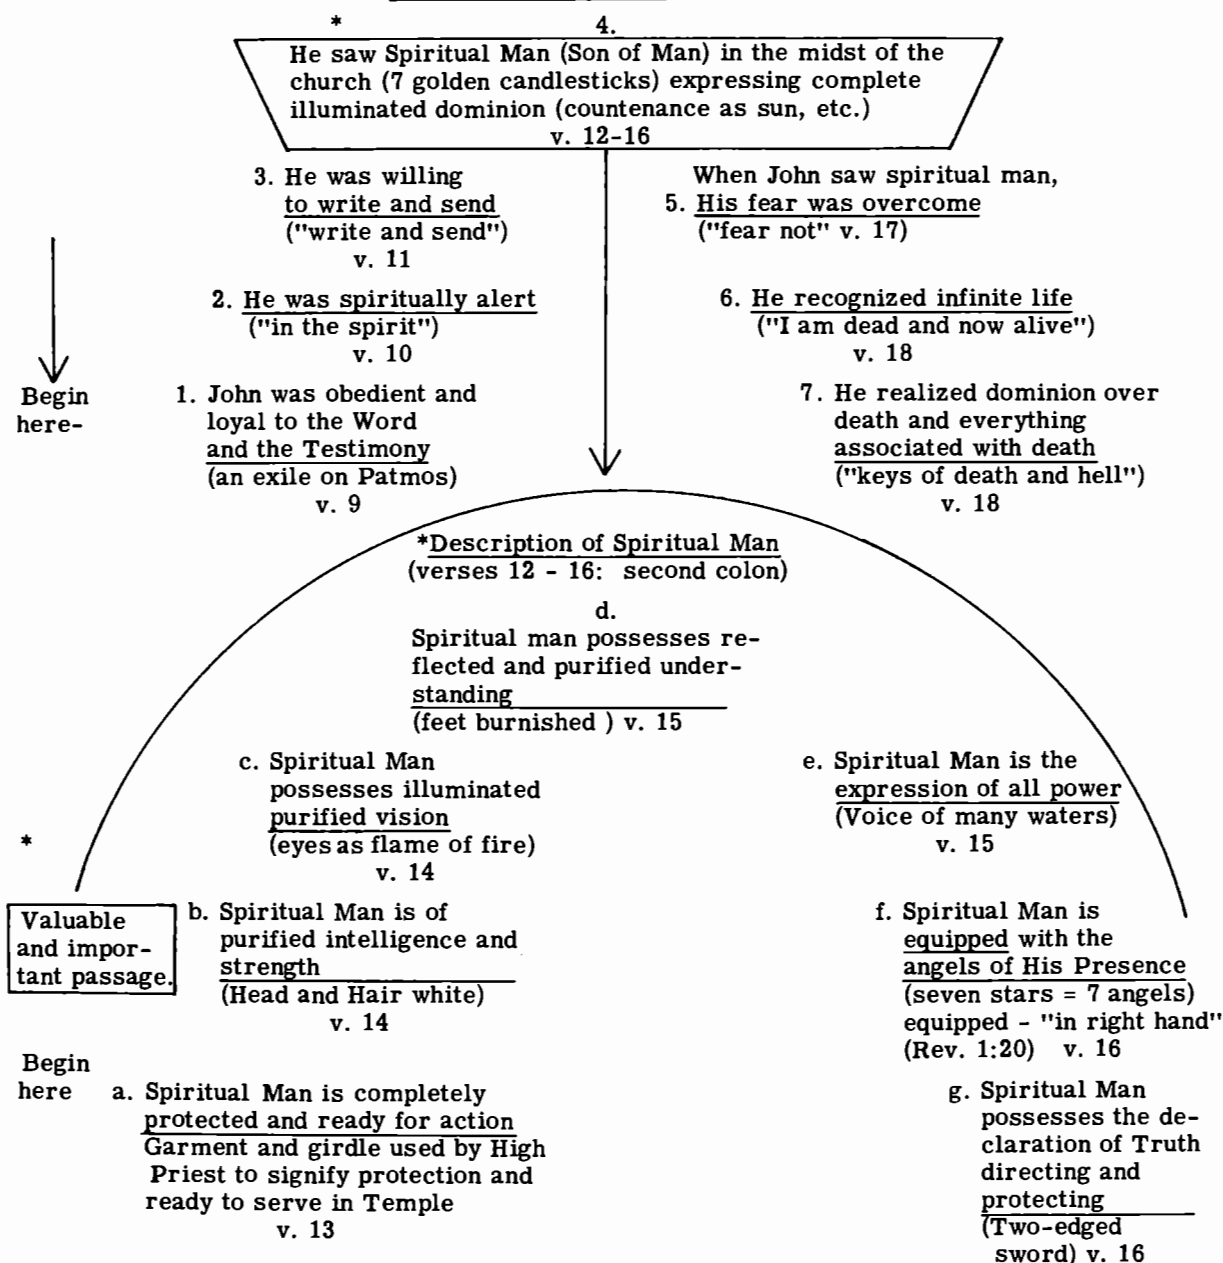 *
4.
He saw Spiritual Man (Son of Man) in the midst of the
church (7 golden candlesticks) expressing complete
illuminated dominion (countenance as sun, etc.)
v. 12-16
3. He was willing
to write and send
("write and send")
v. 11
2. He was spiritually alert
("in the spirit")
v. 10
Begin
here-
1. John was obedient and
loyal to the Word
and the Testimony
(an exile on Patmos)
v. 9
When John saw spiritual man,
5. His fear was overcome
("fear not" v. 17)
6. He recognized infinite life
("I am dead and now alive")
v. 18
7. He realized dominion over
death and everything
associated with death
("keys of death and hell")
v. 18
*Description of Spiritual Man
(verses 12 - 16: second colon)
d.
Spiritual man possesses re-
flected and purified under-
standing
(feet burnished ) v. 15
c. Spiritual Man
possesses illuminated
purified vision
(eyes as flame of fire)
v. 14
*
Valuable
and impor-
tant passage.
b. Spiritual Man is of
purified intelligence and
strength
(Head and Hair white)
v. 14
Begin
here
a. Spiritual Man is completely
protected and ready for action
Garment and girdle used by High
Priest to signify protection and
ready to serve in Temple
v. 13
e. Spiritual Man is the
expression of all power
(Voice of many waters)
v. 15
f. Spiritual Man is
equipped with the
angels of His Presence
(seven stars = 7 angels)
equipped - "in right hand"
(Rev. 1:20) v. 16
g. Spiritual Man
possesses the de-
claration of Truth
directing and
protecting
(Two-edged
sword) v. 16